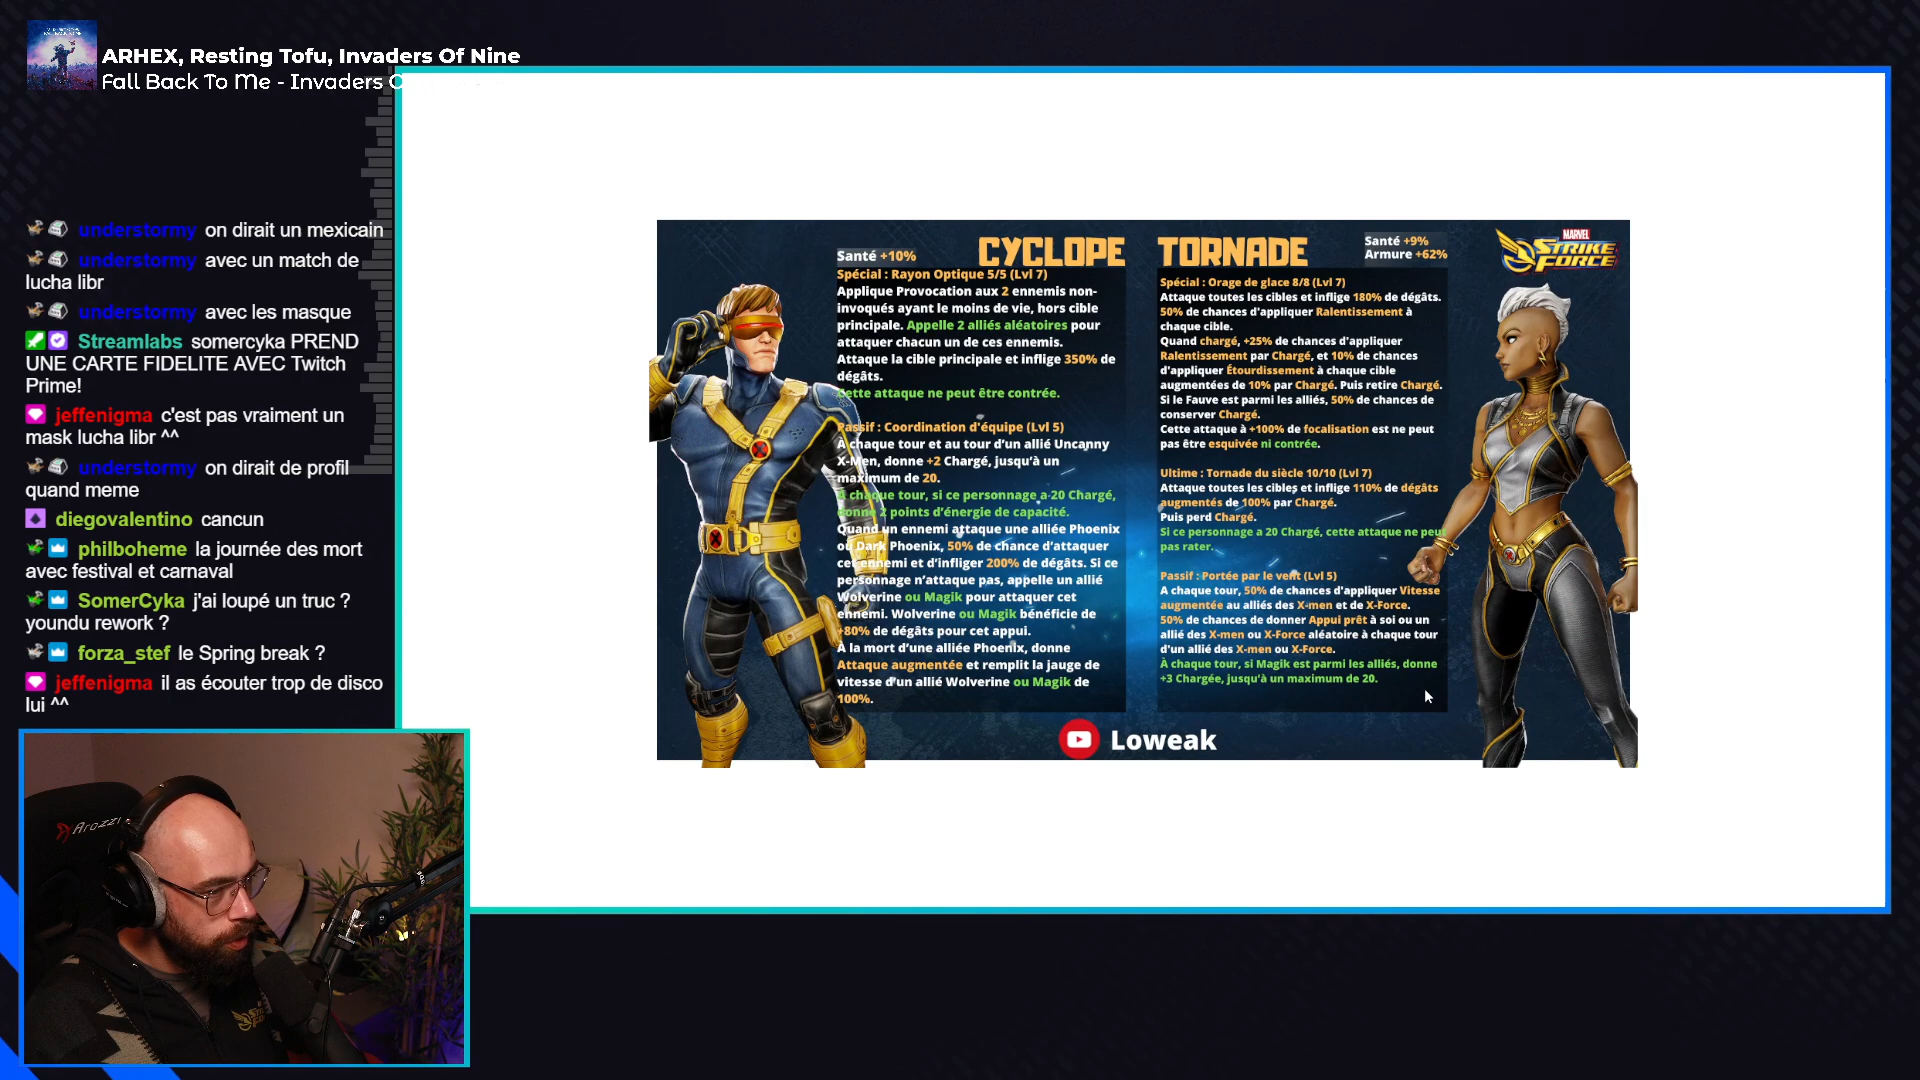 ARHEX, Resting Tofu, Invaders Of Nine
Fall Back To Me - Invaders O
understormy on dirait un mexicain
understormy avec un match de
lucha libr
understormy avec les masque
Streamlabs somercyka PREND
UNE CARTE FIDELITE AVEC Twitch
Prime!
jeffenigma c'est pas vraiment un
mask lucha libr ^^
understormy on dirait de profil
quand meme
diegovalentino cancun
philboheme la journée des mort
avec festival et carnaval
SomerCyka j'ai loupé un truc ?
youndu rework ?
forza_stef le Spring break ?
jeffenigma il as écouter trop de disco
lui ^^
Arozzi
Santé +10%
CYCLOPE
Spécial : Rayon Optique 5/5 (Lvl 7)
Applique Provocation aux 2 ennemis non-
invoqués ayant le moins de vie, hors cible
principale. Appelle 2 alliés aléatoires pour
attaquer chacun un de ces ennemis.
Attaque la cible principale et inflige 350% de
dégâts.
Cette attaque ne peut être contrée.
Passif : Coordination d'équipe (Lvl 5)
À chaque tour et au tour d'un allié Uncanny
X-Men, donne +2 Chargé, jusqu'à un
maximum de 20.
À chaque tour, si ce personnage a 20 Chargé,
donne 2 points d'énergie de capacité.
Quand un ennemi attaque une alliée Phoenix
ou Dark Phoenix, 50% de chance d'attaquer
cet ennemi et d'infliger 200% de dégâts. Si ce
personnage n'attaque pas, appelle un allié
Wolverine ou Magik pour attaquer cet
ennemi. Wolverine ou Magik bénéficie de
+80% de dégâts pour cet appui.
À la mort d'une alliée Phoenix, donne
Attaque augmentée et remplit la jauge de
vitesse d'un allié Wolverine ou Magik de
100%.
TORNADE
Santé +9%
Armure +62%
Spécial : Orage de glace 8/8 (Lvl 7)
Attaque toutes les cibles et inflige 180% de dégâts.
50% de chances d'appliquer Ralentissement à
chaque cible.
Quand chargé, +25% de chances d'appliquer
Ralentissement par Chargé, et 10% de chances
d'appliquer Étourdissement à chaque cible
augmentées de 10% par Chargé. Puis retire Chargé.
Si le Fauve est parmi les alliés, 50% de chances de
conserver Chargé.
Cette attaque à +100% de focalisation est ne peut
pas être esquivée ni contrée.
Ultime : Tornade du siècle 10/10 (Lvl 7)
Attaque toutes les cibles et inflige 110% de dégâts
augmentés de 100% par Chargé.
Puis perd Chargé.
Si ce personnage a 20 Chargé, cette attaque ne peut
pas rater.
Passif : Portée par le vent (Lvl 5)
A chaque tour, 50% de chances d'appliquer Vitesse
augmentée au alliés des X-men et de X-Force.
50% de chances de donner Appui prêt à soi ou un
allié des X-men ou X-Force aléatoire à chaque tour
d'un allié des X-men ou X-Force.
À chaque tour, si Magik est parmi les alliés, donne
+3 Chargée, jusqu'à un maximum de 20.
MARVEL
STRIKE
FORCE
Loweak